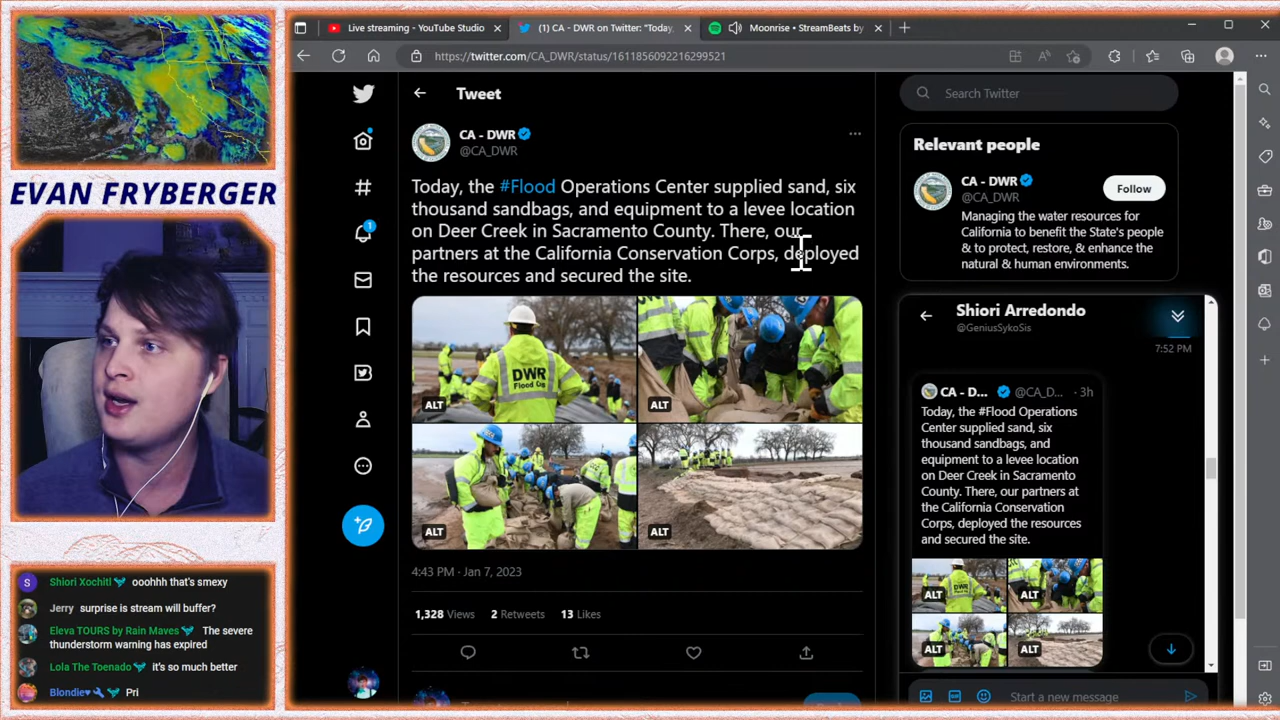 Live streaming - YouTube Studio
(1) CA - DWR on Twitter: "Today,
Moonrise • StreamBeats by
https://twitter.com/CA_DWR/status/1611856092216299521
EVAN FRYBERGER
Shiori Xochitl ooohhh that's smexy
Jerry surprise is stream will buffer?
Eleva TOURS by Rain Maves The severe
thunderstorm warning has expired
Lola The Toenado it's so much better
Blondie♥ Pri
1
Tweet
CA - DWR
@CA_DWR
Today, the #Flood Operations Center supplied sand, six
thousand sandbags, and equipment to a levee location
on Deer Creek in Sacramento County. There, our
partners at the California Conservation Corps, deployed
the resources and secured the site.
DWR
Flood Ops
ALT
ALT
ALT
ALT
4:43 PM · Jan 7, 2023
1,328 Views 2 Retweets 13 Likes
Search Twitter
Relevant people
CA - DWR
@CA_DWR
Follow
Managing the water resources for
California to benefit the State's people
& to protect, restore, & enhance the
natural & human environments.
Shiori Arredondo
@GeniusSykoSis
7:52 PM
CA - D... @CA_D... · 3h
Today, the #Flood Operations
Center supplied sand, six
thousand sandbags, and
equipment to a levee location
on Deer Creek in Sacramento
County. There, our partners at
the California Conservation
Corps, deployed the resources
and secured the site.
DWR
ALT
ALT
ALT
ALT
Start a new message